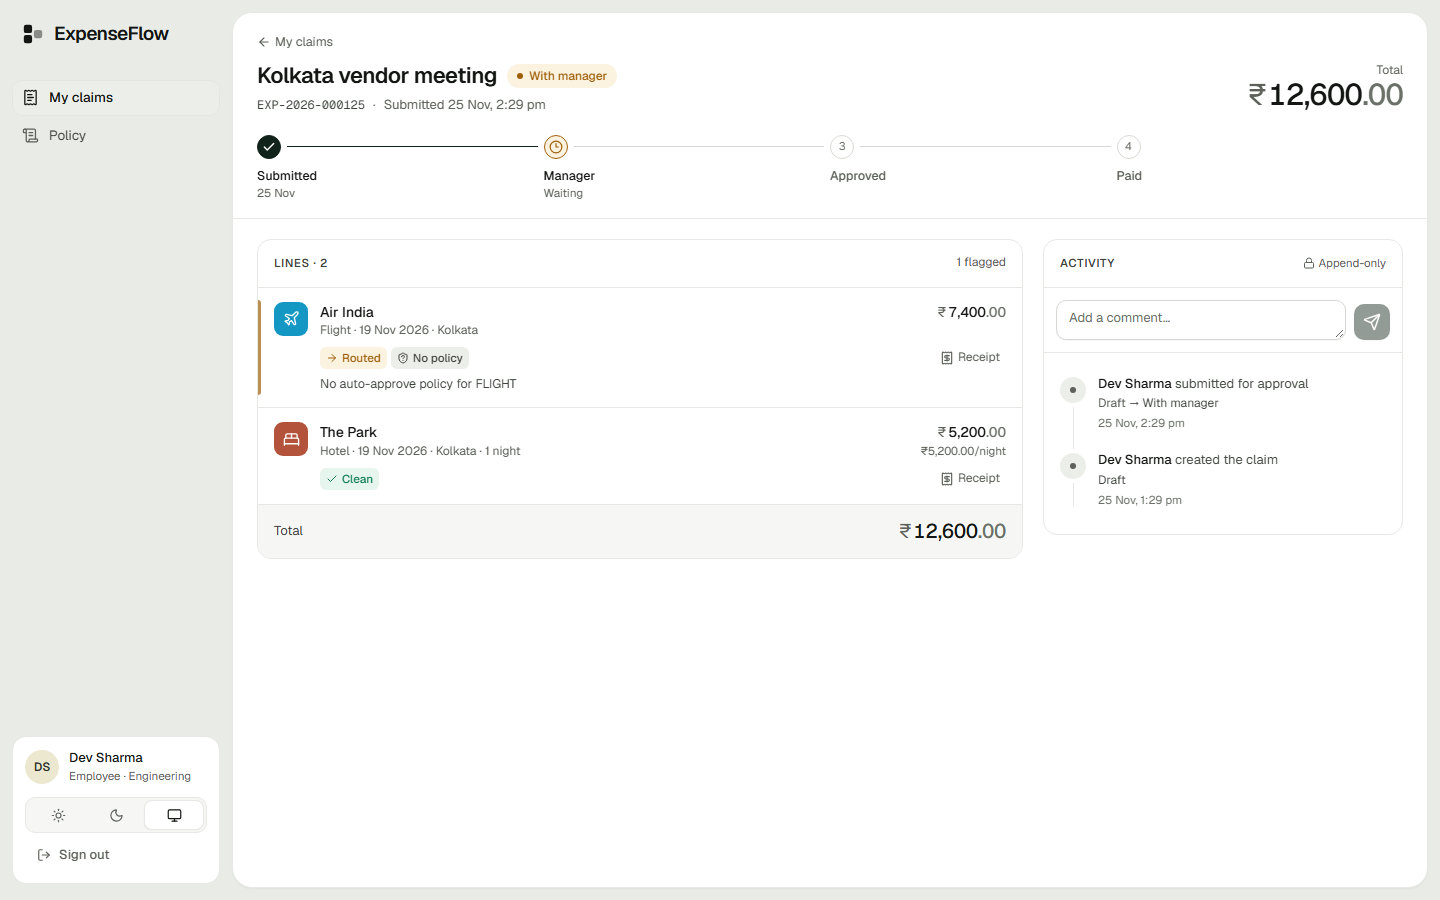 ExpenseFlow
My claims
Policy
My claims
Kolkata vendor meeting
With manager
EXP-2026-000125 · Submitted 25 Nov, 2:29 pm
Total
₹12,600.00
Submitted
25 Nov
Manager
Waiting
3
Approved
4
Paid
LINES · 2
1 flagged
Air India
₹7,400.00
Flight · 19 Nov 2026 · Kolkata
Routed
No policy
Receipt
No auto-approve policy for FLIGHT
The Park
₹5,200.00
Hotel · 19 Nov 2026 · Kolkata · 1 night
₹5,200.00/night
Clean
Receipt
Total
₹12,600.00
ACTIVITY
Append-only
Add a comment...
Dev Sharma submitted for approval
Draft → With manager
25 Nov, 2:29 pm
Dev Sharma created the claim
Draft
25 Nov, 1:29 pm
DS
Dev Sharma
Employee · Engineering
Sign out